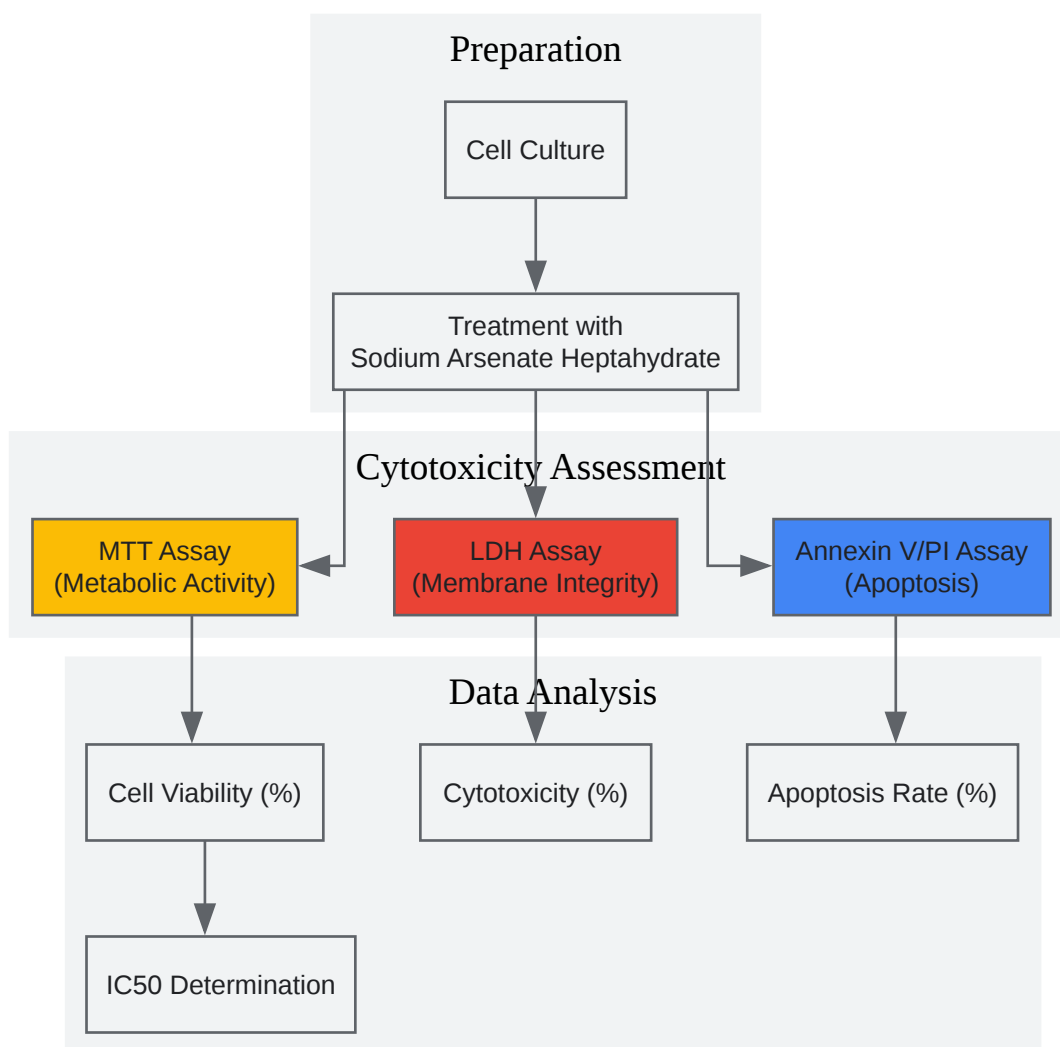 Preparation
Cell Culture
Treatment with
Sodium Arsenate Heptahydrate
Cytotoxicity Assessment
MTT Assay
(Metabolic Activity)
LDH Assay
(Membrane Integrity)
Annexin V/PI Assay
(Apoptosis)
Data Analysis
Cell Viability (%)
Cytotoxicity (%)
Apoptosis Rate (%)
IC50 Determination